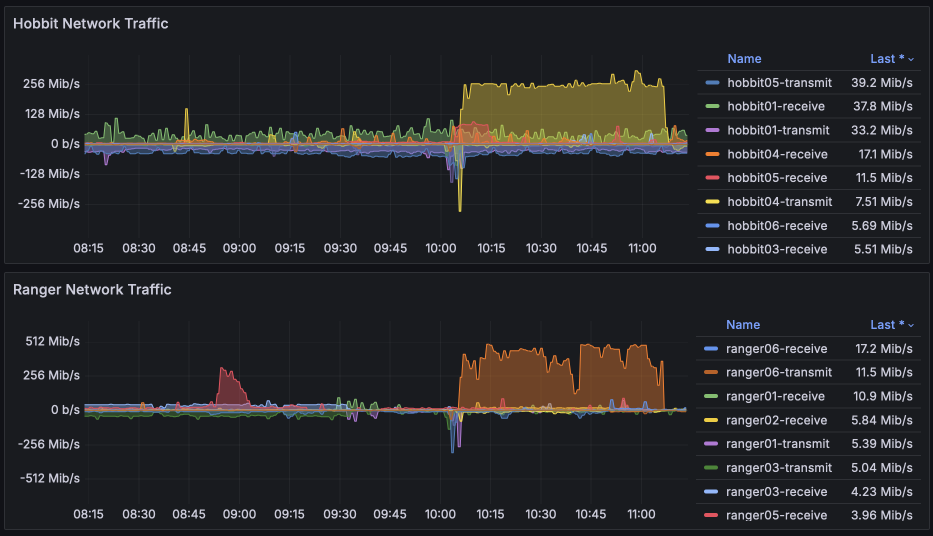 Hobbit Network Traffic
Name Last *
256 Mib/s
128 Mib/s
0 b/s
-128 Mib/s
-256 Mib/s
08:15 08:30 08:45 09:00 09:15 09:30 09:45 10:00 10:15 10:30 10:45 11:00
hobbit05-transmit 39.2 Mib/s
hobbit01-receive 37.8 Mib/s
hobbit01-transmit 33.2 Mib/s
hobbit04-receive 17.1 Mib/s
hobbit05-receive 11.5 Mib/s
hobbit04-transmit 7.51 Mib/s
hobbit06-receive 5.69 Mib/s
hobbit03-receive 5.51 Mib/s
Ranger Network Traffic
Name Last *
512 Mib/s
256 Mib/s
0 b/s
-256 Mib/s
-512 Mib/s
08:15 08:30 08:45 09:00 09:15 09:30 09:45 10:00 10:15 10:30 10:45 11:00
ranger06-receive 17.2 Mib/s
ranger06-transmit 11.5 Mib/s
ranger01-receive 10.9 Mib/s
ranger02-receive 5.84 Mib/s
ranger01-transmit 5.39 Mib/s
ranger03-transmit 5.04 Mib/s
ranger03-receive 4.23 Mib/s
ranger05-receive 3.96 Mib/s